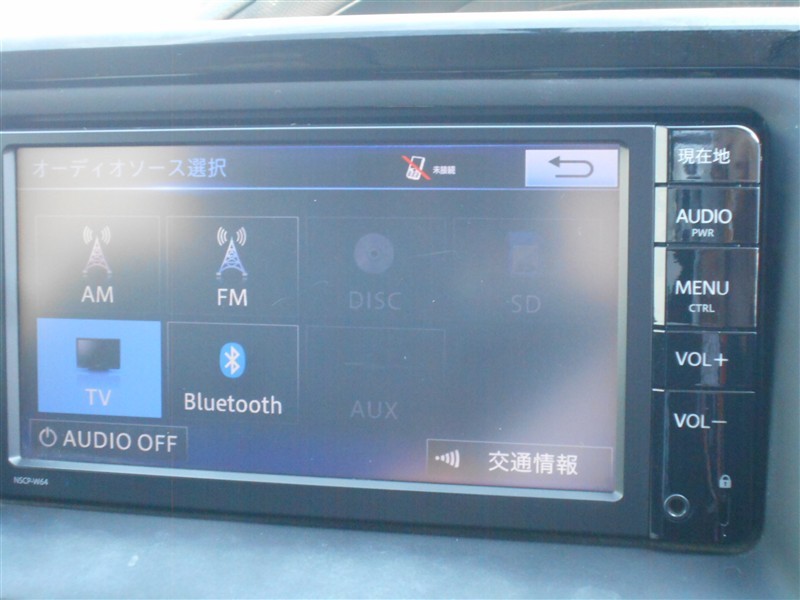 オーディオソース選択
未接続
AM
FM
DISC
SD
TV
Bluetooth
AUX
AUDIO OFF
交通情報
NSCP-W64
現在地
AUDIO
PWR
MENU
CTRL
VOL+
VOL−